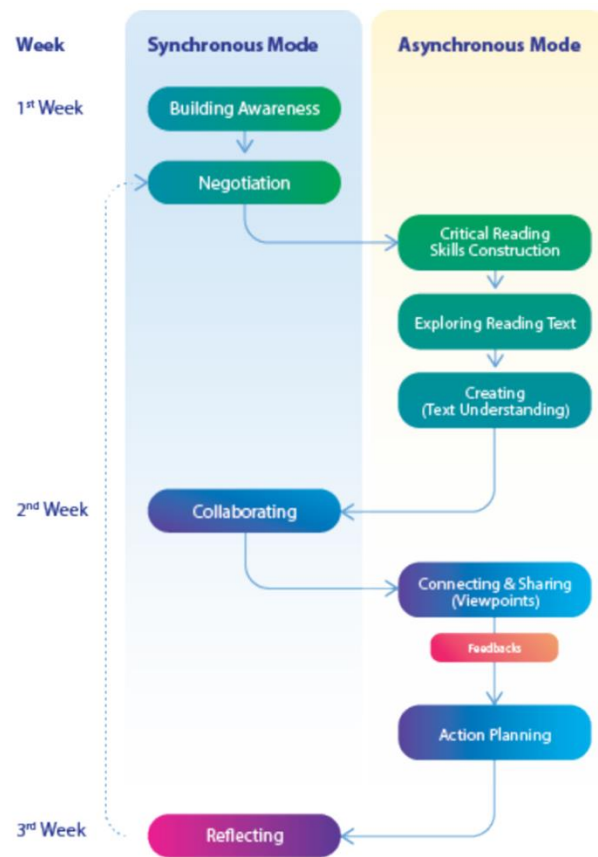 Week Synchronous Mode Asynchronous Mode
1st Week
Building Awareness
Negotiation
Critical Reading
Skills Construction
Exploring Reading Text
Creating
(Text Understanding)
2nd Week
Collaborating
Connecting & Sharing
(Viewpoints)
Feedbacks
Action Planning
3rd Week
Reflecting